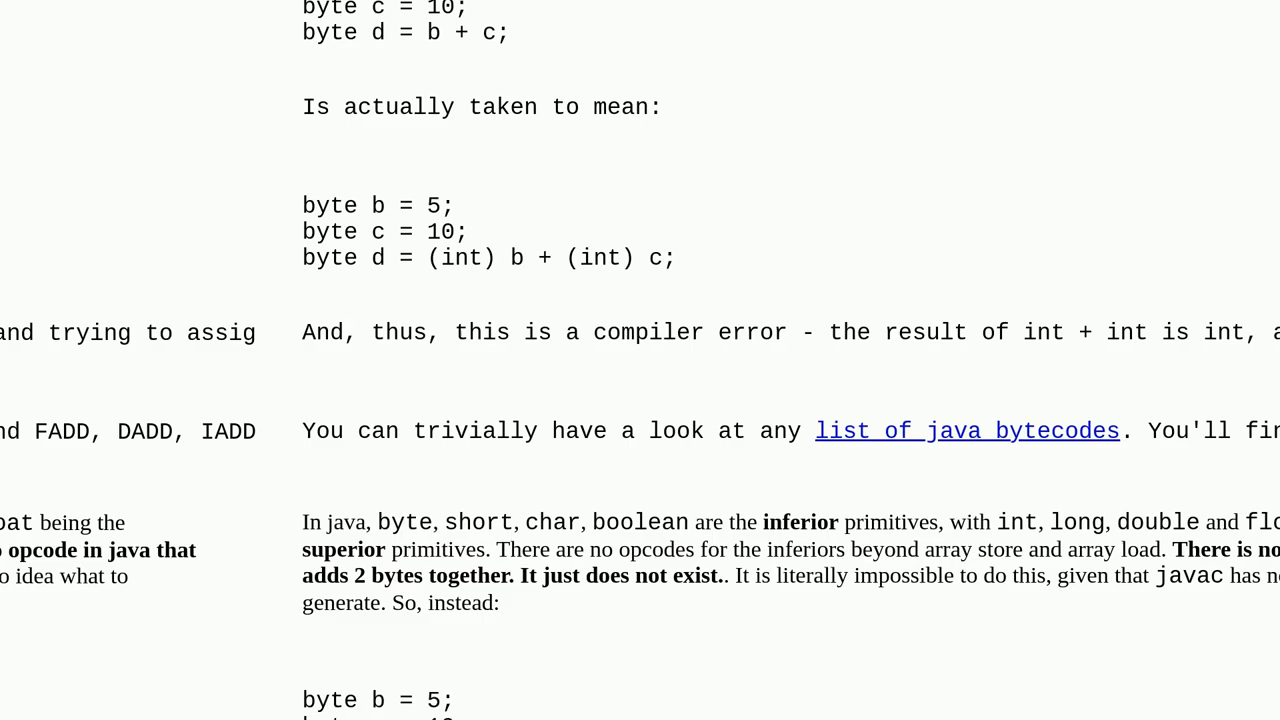 byte c = 10;
byte d = b + c;
Is actually taken to mean:
byte b = 5;
byte c = 10;
byte d = (int) b + (int) c;
and trying to assig
And, thus, this is a compiler error - the result of int + int is int, a
nd FADD, DADD, IADD
You can trivially have a look at any list of java bytecodes. You'll fin
oat being the
opcode in java that
o idea what to
In java, byte, short, char, boolean are the inferior primitives, with int, long, double and flo
superior primitives. There are no opcodes for the inferiors beyond array store and array load. There is no
adds 2 bytes together. It just does not exist.. It is literally impossible to do this, given that javac has no
generate. So, instead:
byte b = 5;